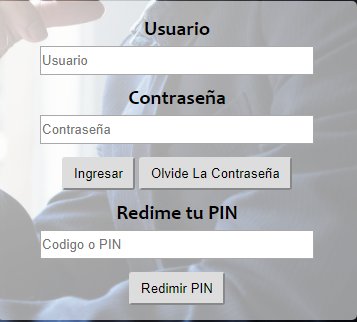 Usuario
Usuario
Contraseña
Contraseña
Ingresar Olvide La Contraseña
Redime tu PIN
Codigo o PIN
Redimir PIN